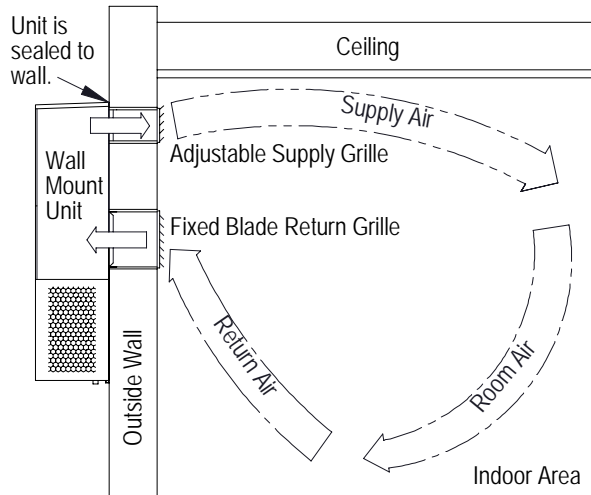 Unit is
sealed to
wall.
Ceiling
Supply Air
Adjustable Supply Grille
Wall
Mount
Unit
Fixed Blade Return Grille
Return Air
Room Air
Outside Wall
Indoor Area